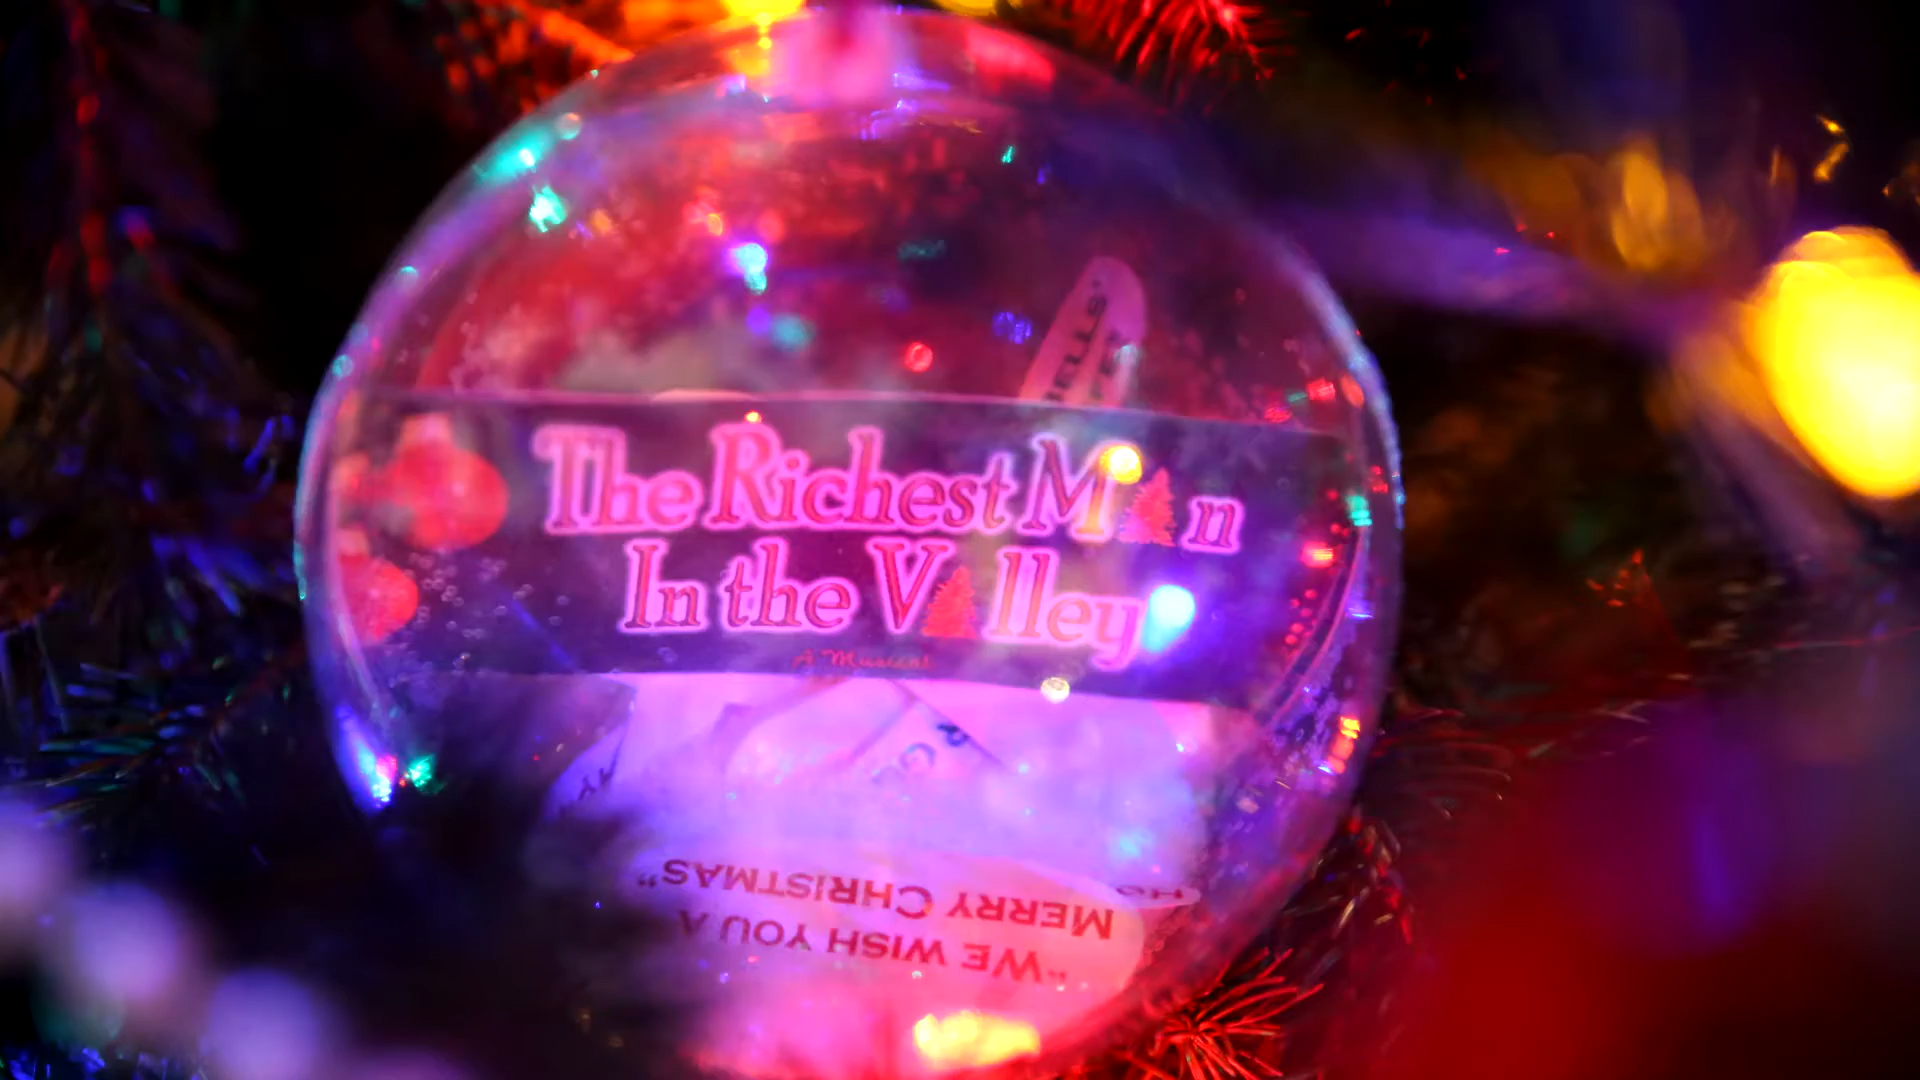 The Richest Man
In the Valley
A Musical
"WE WISH YOU A
MERRY CHRISTMAS"